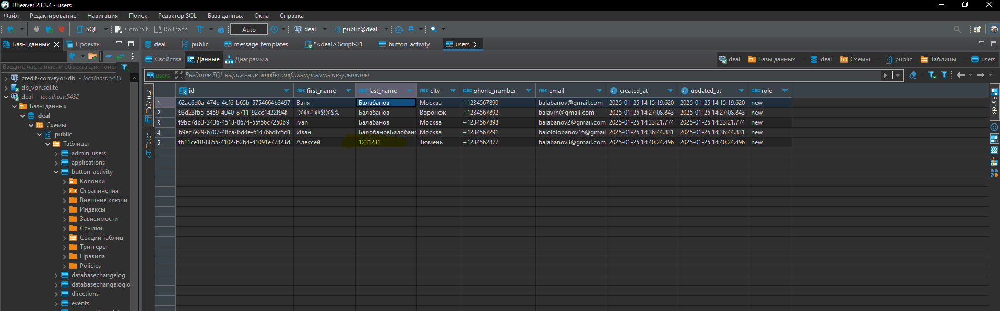 DBeaver 23.3.4 - users
Файл Редактирование Навигация Поиск Редактор SQL База данных Окна Справка
SQL Commit Rollback Auto deal public@deal
Базы данных Проекты deal public message_templates *<deal> Script-21 button_activity users
Свойства Данные Диаграмма deal Базы данных deal Схемы public Таблицы users
Введите часть имени объекта для поиск
users Введите SQL выражение чтобы отфильтровать результаты
credit-conveyor-db - localhost:5433
db_vpn.sqlite
deal - localhost:5432
Базы данных
deal
Схемы
public
Таблицы
admin_users
applications
button_activity
Колонки
Ограничения
Внешние ключи
Индексы
Зависимости
Ссылки
Секции таблиц
Триггеры
Правила
Policies
databasechangelog
databasechangeloglo
directions
events
Таблица
Текст
id first_name last_name city phone_number email created_at updated_at role
1 62ac6d0a-474e-4cf6-b65b-5754664b3497 Ваня Балабанов Москва +1234567890 balabanov@gmail.com 2025-01-25 14:15:19.620 2025-01-25 14:15:19.620 new
2 93d23fb5-e459-4040-8711-92cc1422f94f !@@#!@$!@$% Балабанов Воронеж +1234567892 balavrn@gmail.com 2025-01-25 14:27:08.843 2025-01-25 14:27:08.843 new
3 f9bc7db3-3436-4513-8674-55f56c7250b9 Ivan Балабанов Москва +1234567898 balabanov2@gmail.com 2025-01-25 14:33:21.774 2025-01-25 14:33:21.774 new
4 b9ec7e29-6707-48ca-bd4e-614766dfc5d1 Иван БалобановБалобанс Москва +1234567291 balololobanov16@gmail 2025-01-25 14:36:44.831 2025-01-25 14:36:44.831 new
5 fb11ce18-8855-4102-b2b4-41091e77823d Алексей 1231231 Тюмень +1234562877 balabanov3@gmail.com 2025-01-25 14:40:24.496 2025-01-25 14:40:24.496 new
Panels